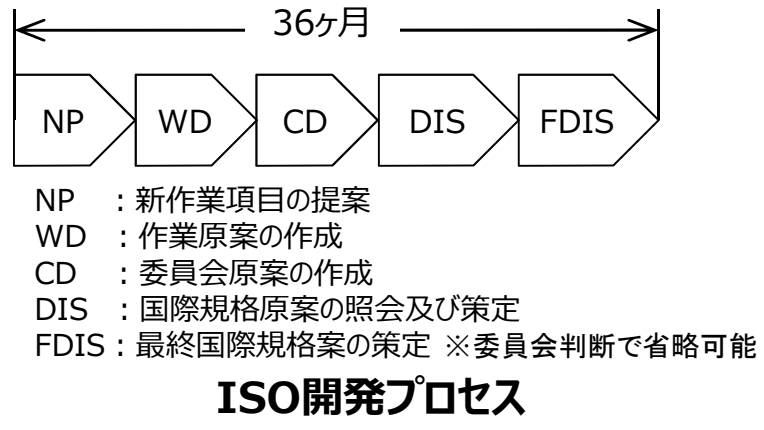 36ヶ月
NP WD CD DIS FDIS
NP ：新作業項目の提案
WD ：作業原案の作成
CD ：委員会原案の作成
DIS ：国際規格原案の照会及び策定
FDIS：最終国際規格案の策定 ※委員会判断で省略可能
ISO開発プロセス